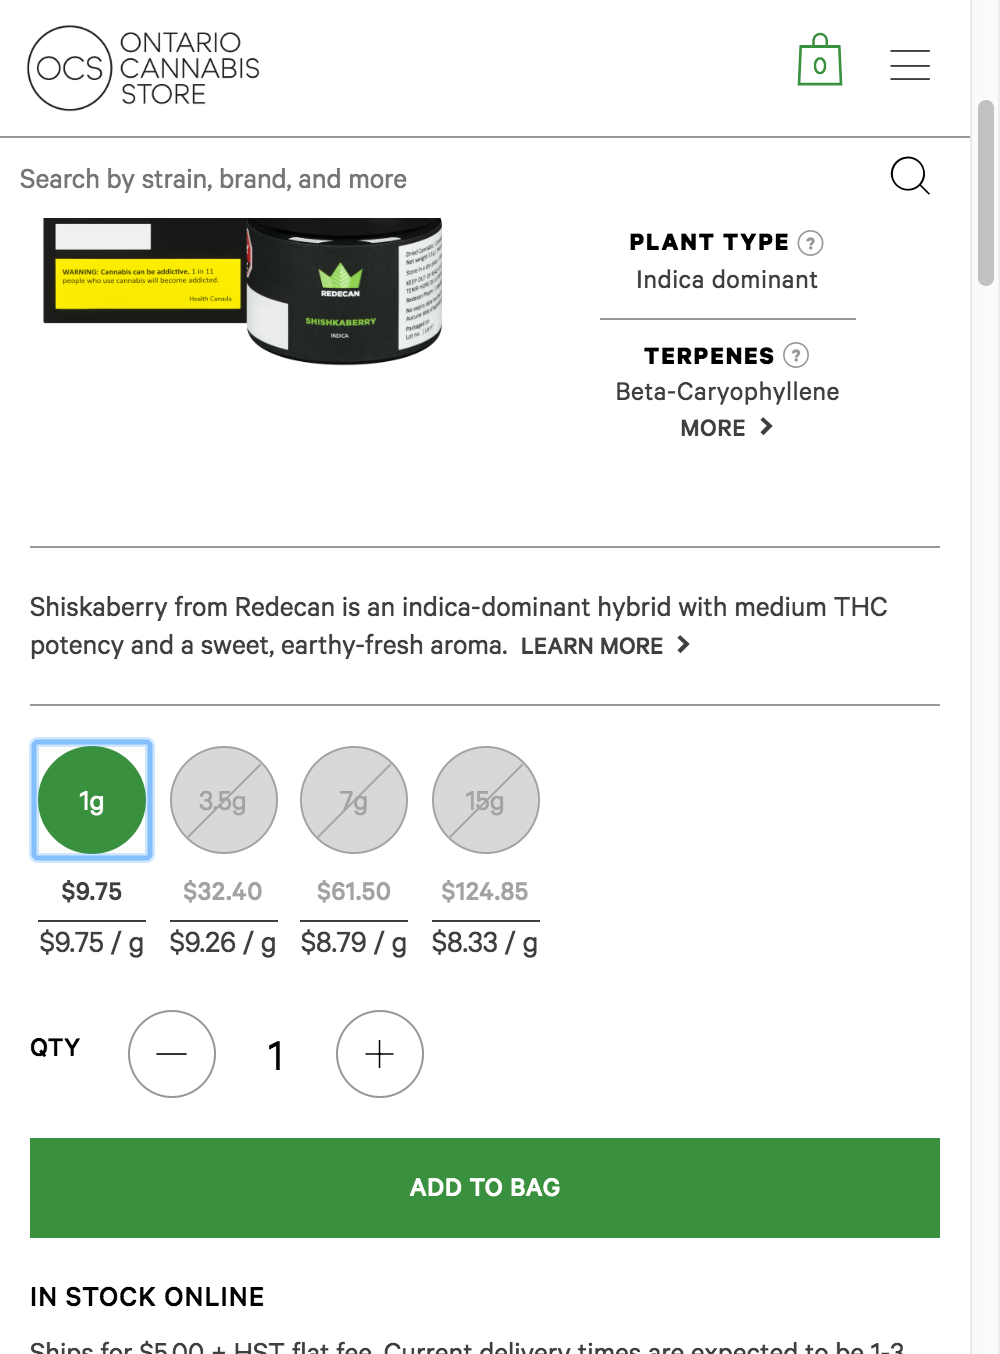 OCS ONTARIO
CANNABIS
STORE
0
Search by strain, brand, and more
WARNING: Cannabis can be addictive. 1 in 11
people who use cannabis will become addicted.
Health Canada
REDECAN
SHISHKABERRY
INDICA
PLANT TYPE ?
Indica dominant
TERPENES ?
Beta-Caryophyllene
MORE >
Shiskaberry from Redecan is an indica-dominant hybrid with medium THC
potency and a sweet, earthy-fresh aroma. LEARN MORE >
1g 3.5g 7g 15g
$9.75 $32.40 $61.50 $124.85
$9.75 / g $9.26 / g $8.79 / g $8.33 / g
QTY — 1 +
ADD TO BAG
IN STOCK ONLINE
Ships for $5.00 + HST flat fee. Current delivery times are expected to be 1-3